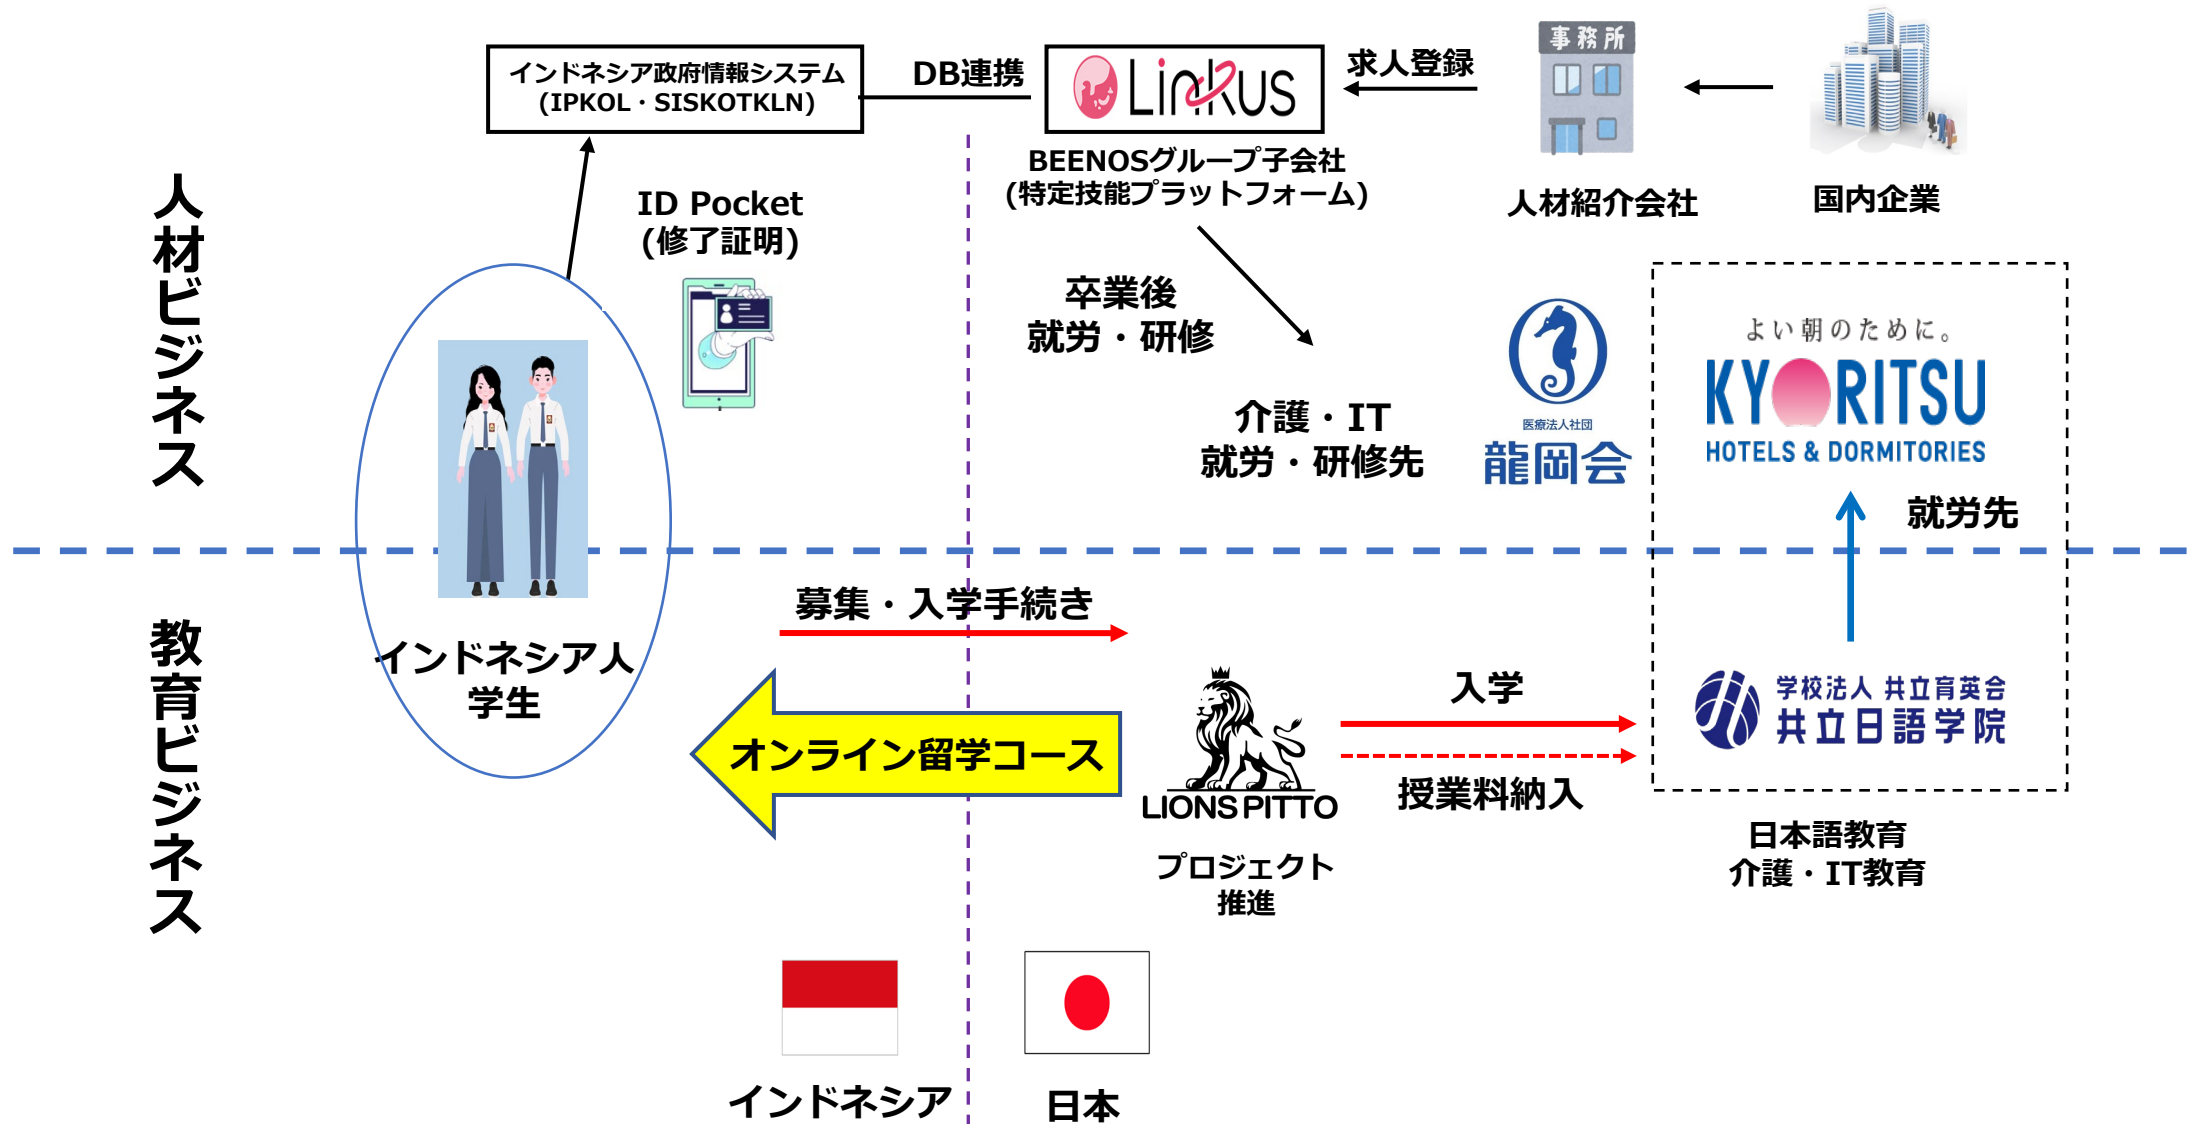 事務所
インドネシア政府情報システム
(IPKOL・SISKOTKLN)
DB連携
Linkus
求人登録
BEENOSグループ子会社
(特定技能プラットフォーム)
人材紹介会社
国内企業
人材ビジネス
ID Pocket
(修了証明)
卒業後
就労・研修
介護・IT
就労・研修先
医療法人社団
龍岡会
よい朝のために。
KYORITSU
HOTELS & DORMITORIES
就労先
教育ビジネス
インドネシア人
学生
募集・入学手続き
オンライン留学コース
LIONS PITTO
プロジェクト
推進
入学
授業料納入
学校法人 共立育英会
共立日語学院
日本語教育
介護・IT教育
インドネシア
日本